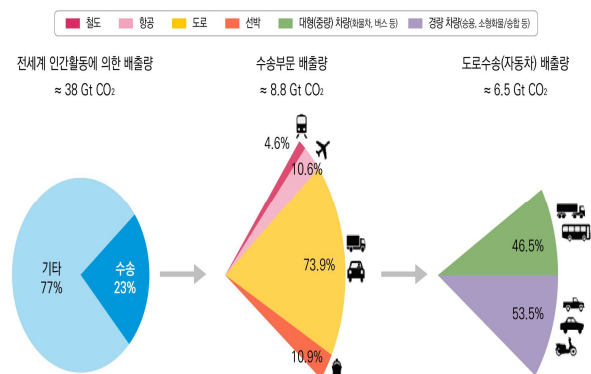 철도 항공 도로 선박 대형(중량) 차량(화물차, 버스 등) 경량 차량(승용, 소형화물/승합 등)
전세계 인간활동에 의한 배출량
≈ 38 Gt CO₂
수송부문 배출량
≈ 8.8 Gt CO₂
도로수송(자동차) 배출량
≈ 6.5 Gt CO₂
기타
77%
수송
23%
4.6%
10.6%
73.9%
10.9%
46.5%
53.5%